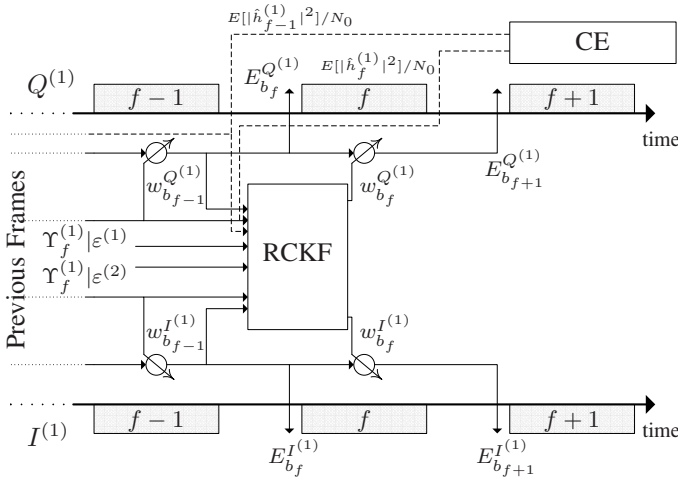 E[|ĥ_{f−1}^{(1)}|²]/N₀
CE
E[|ĥ_f^{(1)}|²]/N₀
E_{b_f}^{Q^{(1)}}
Q^{(1)}
f − 1
f
f + 1
time
w_{b_{f−1}}^{Q^{(1)}}
w_{b_f}^{Q^{(1)}}
E_{b_{f+1}}^{Q^{(1)}}
Previous Frames
Υ_f^{(1)}|ε^{(1)}
RCKF
Υ_f^{(1)}|ε^{(2)}
w_{b_{f−1}}^{I^{(1)}}
w_{b_f}^{I^{(1)}}
f − 1
f
f + 1
time
I^{(1)}
E_{b_f}^{I^{(1)}}
E_{b_{f+1}}^{I^{(1)}}